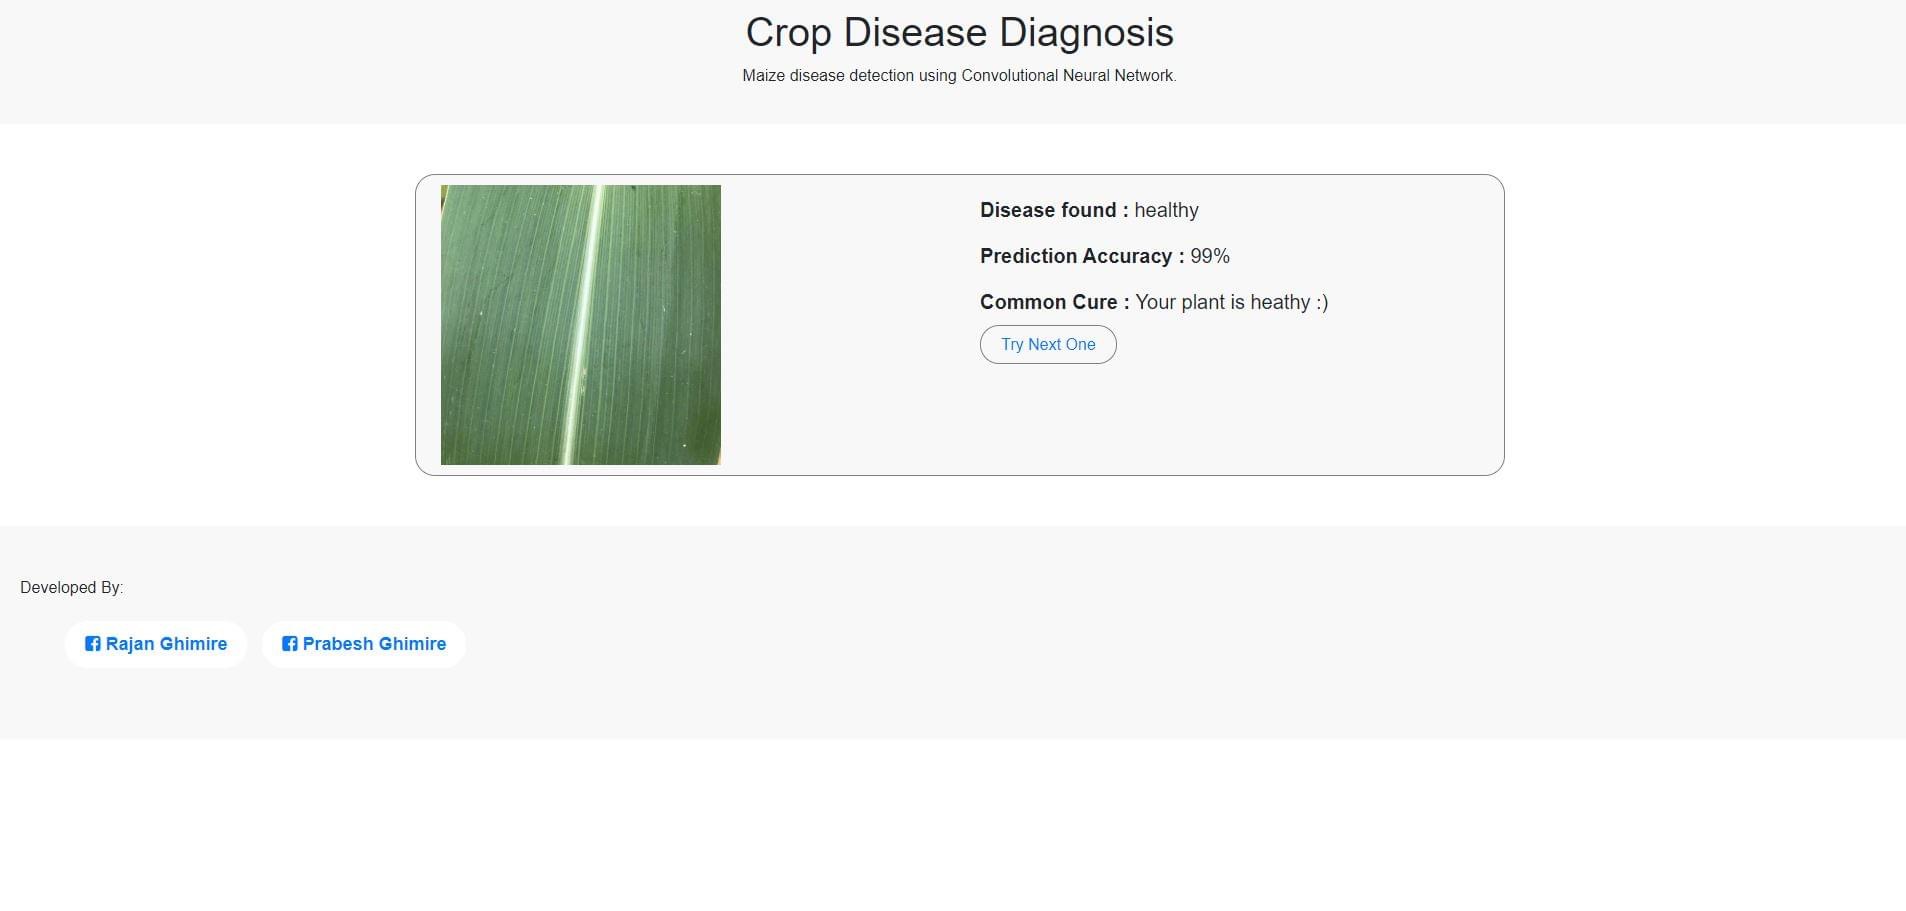 Crop Disease Diagnosis
Maize disease detection using Convolutional Neural Network.
Disease found : healthy
Prediction Accuracy : 99%
Common Cure : Your plant is heathy :)
Try Next One
Developed By:
Rajan Ghimire Prabesh Ghimire